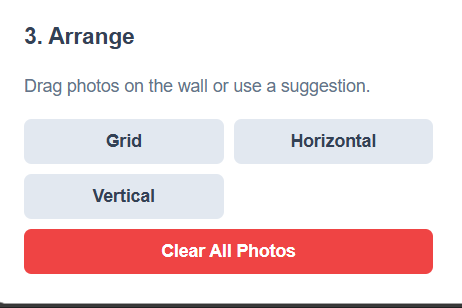 3. Arrange
Drag photos on the wall or use a suggestion.
Grid
Horizontal
Vertical
Clear All Photos